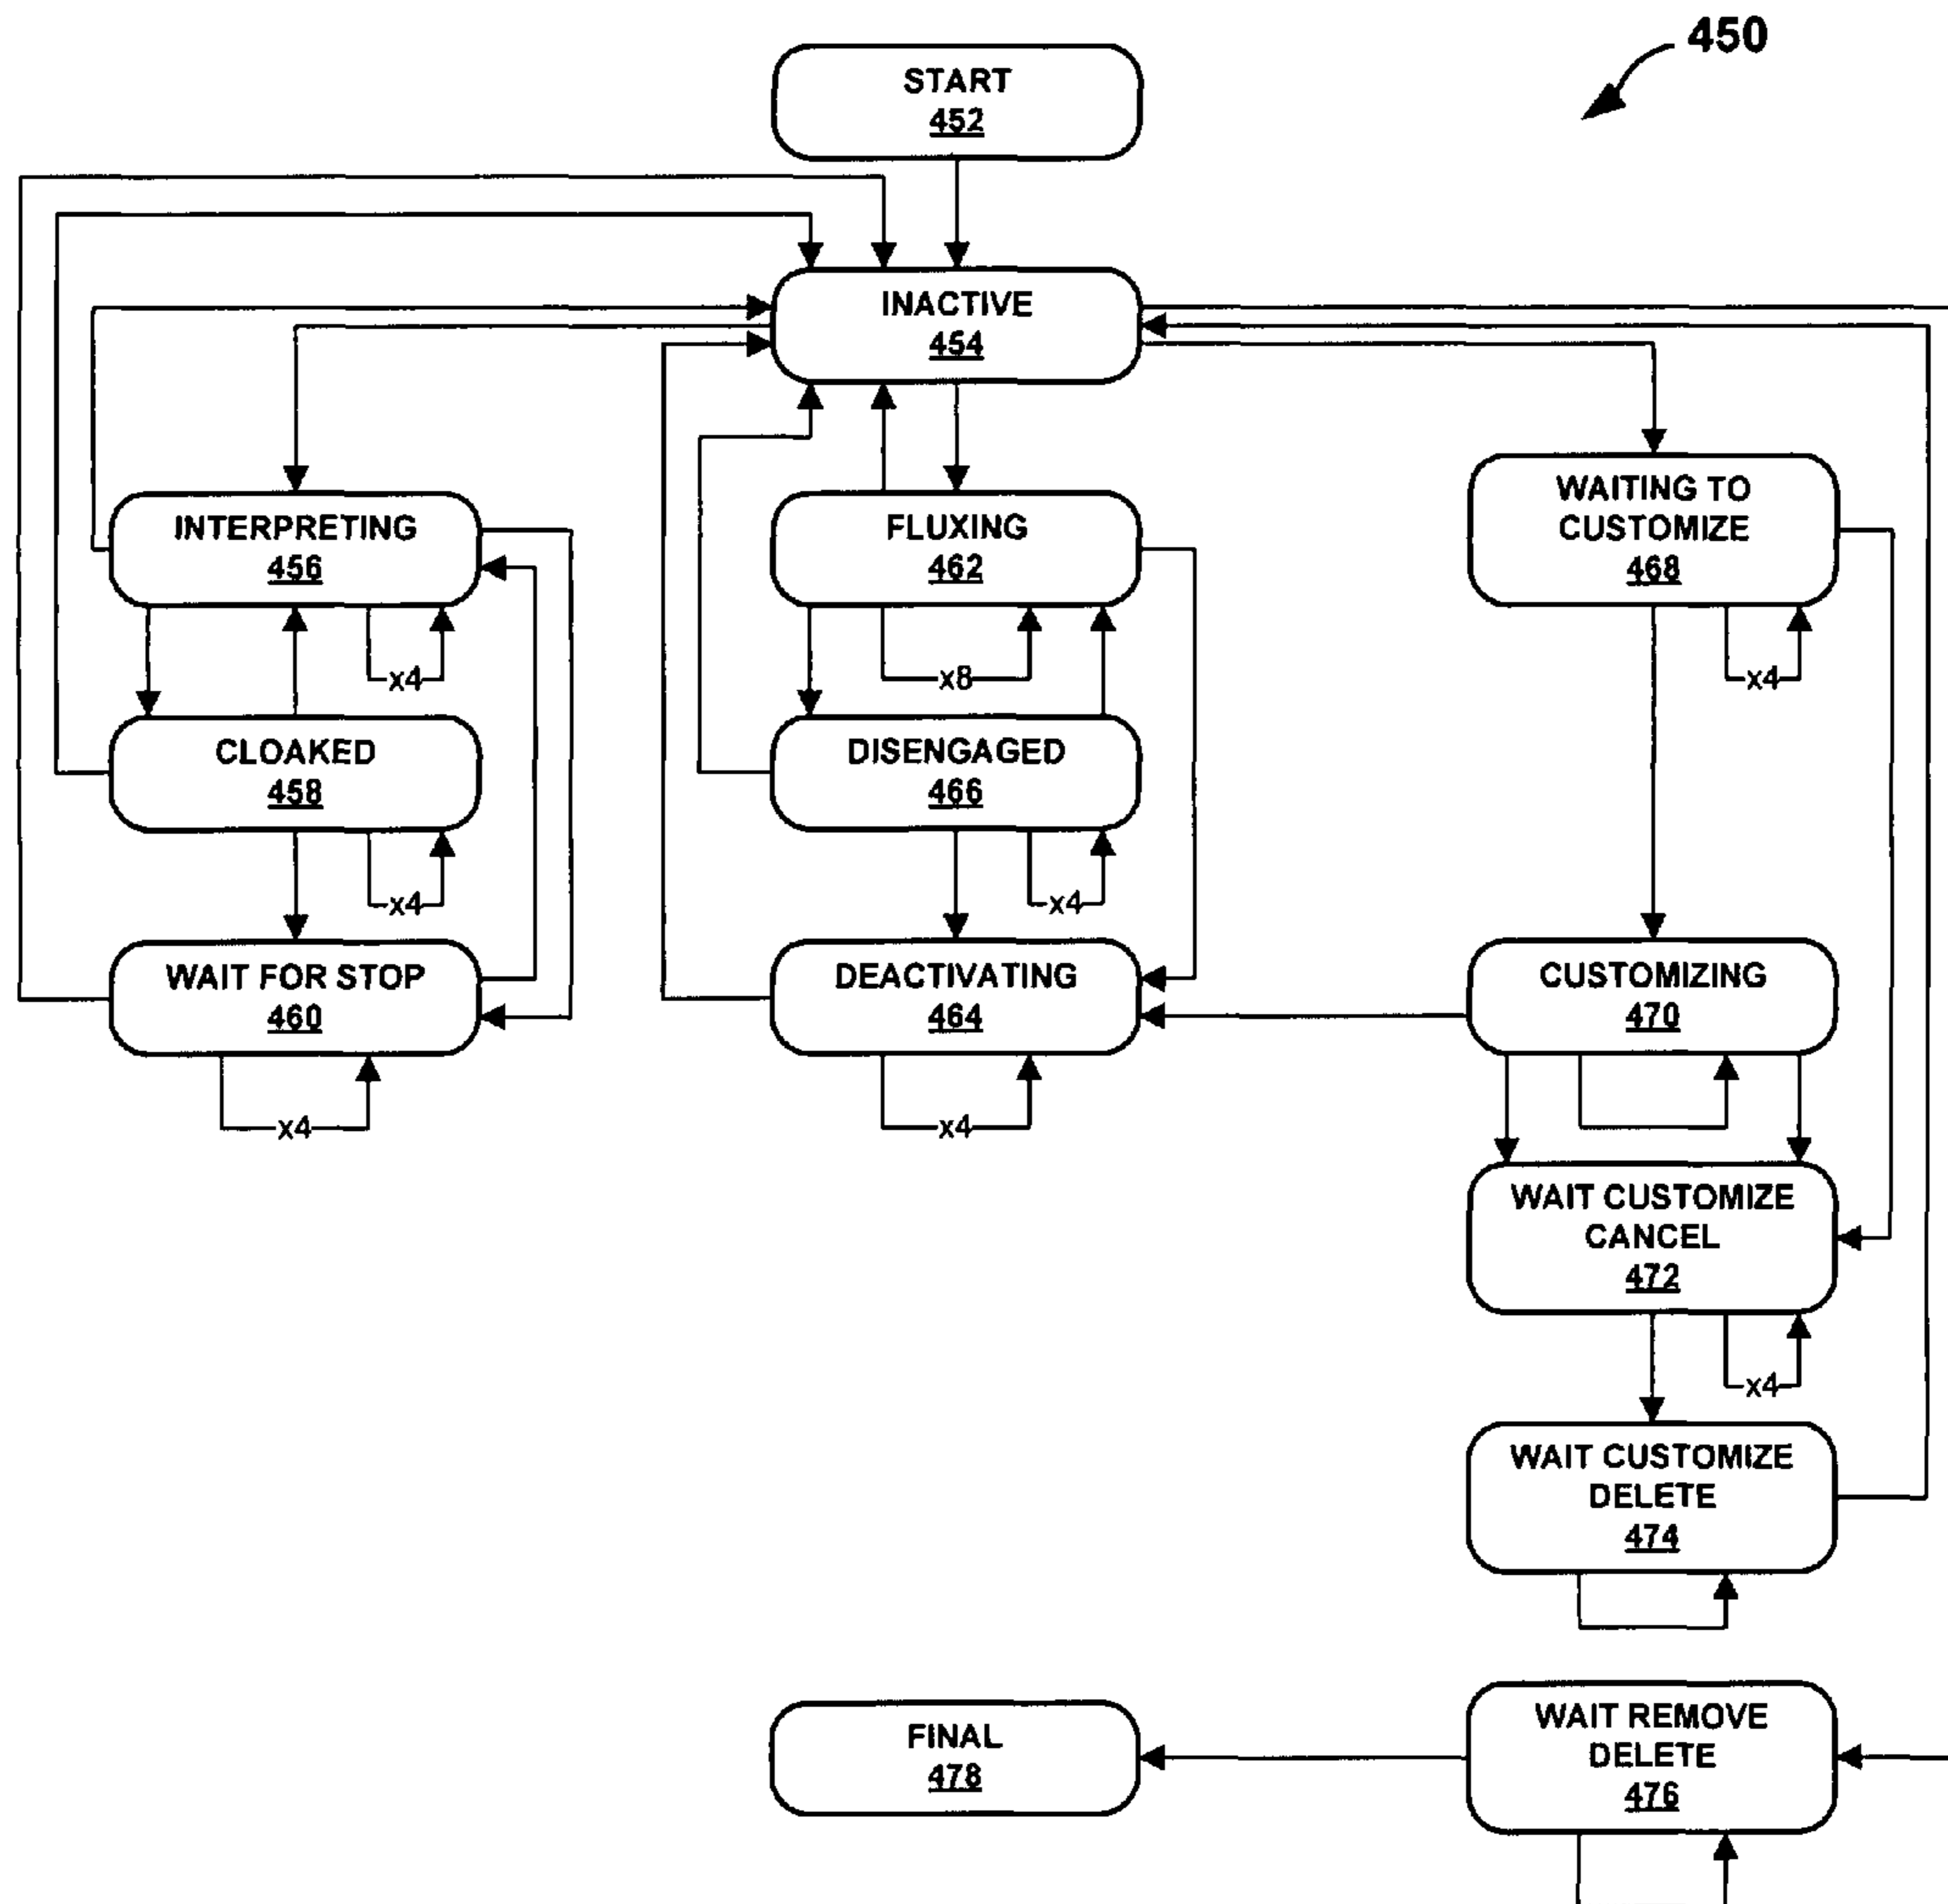 450
START
452
INACTIVE
454
INTERPRETING
456
FLUXING
462
WAITING TO
CUSTOMIZE
468
x4
x8
x4
CLOAKED
458
DISENGAGED
466
x4
x4
WAIT FOR STOP
460
DEACTIVATING
464
CUSTOMIZING
470
x4
x4
WAIT CUSTOMIZE
CANCEL
472
x4
WAIT CUSTOMIZE
DELETE
474
FINAL
478
WAIT REMOVE
DELETE
476